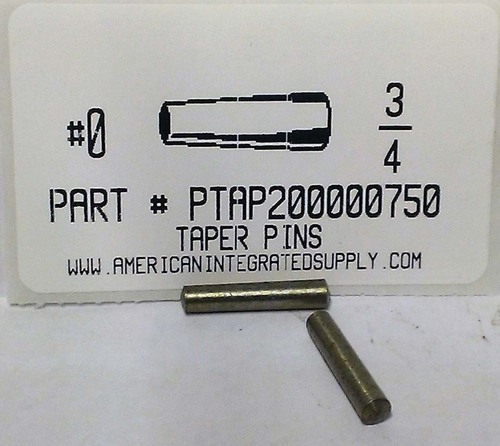 #0 3/4
PART # PTAP200000750
TAPER PINS
WWW.AMERICANINTEGRATEDSUPPLY.COM